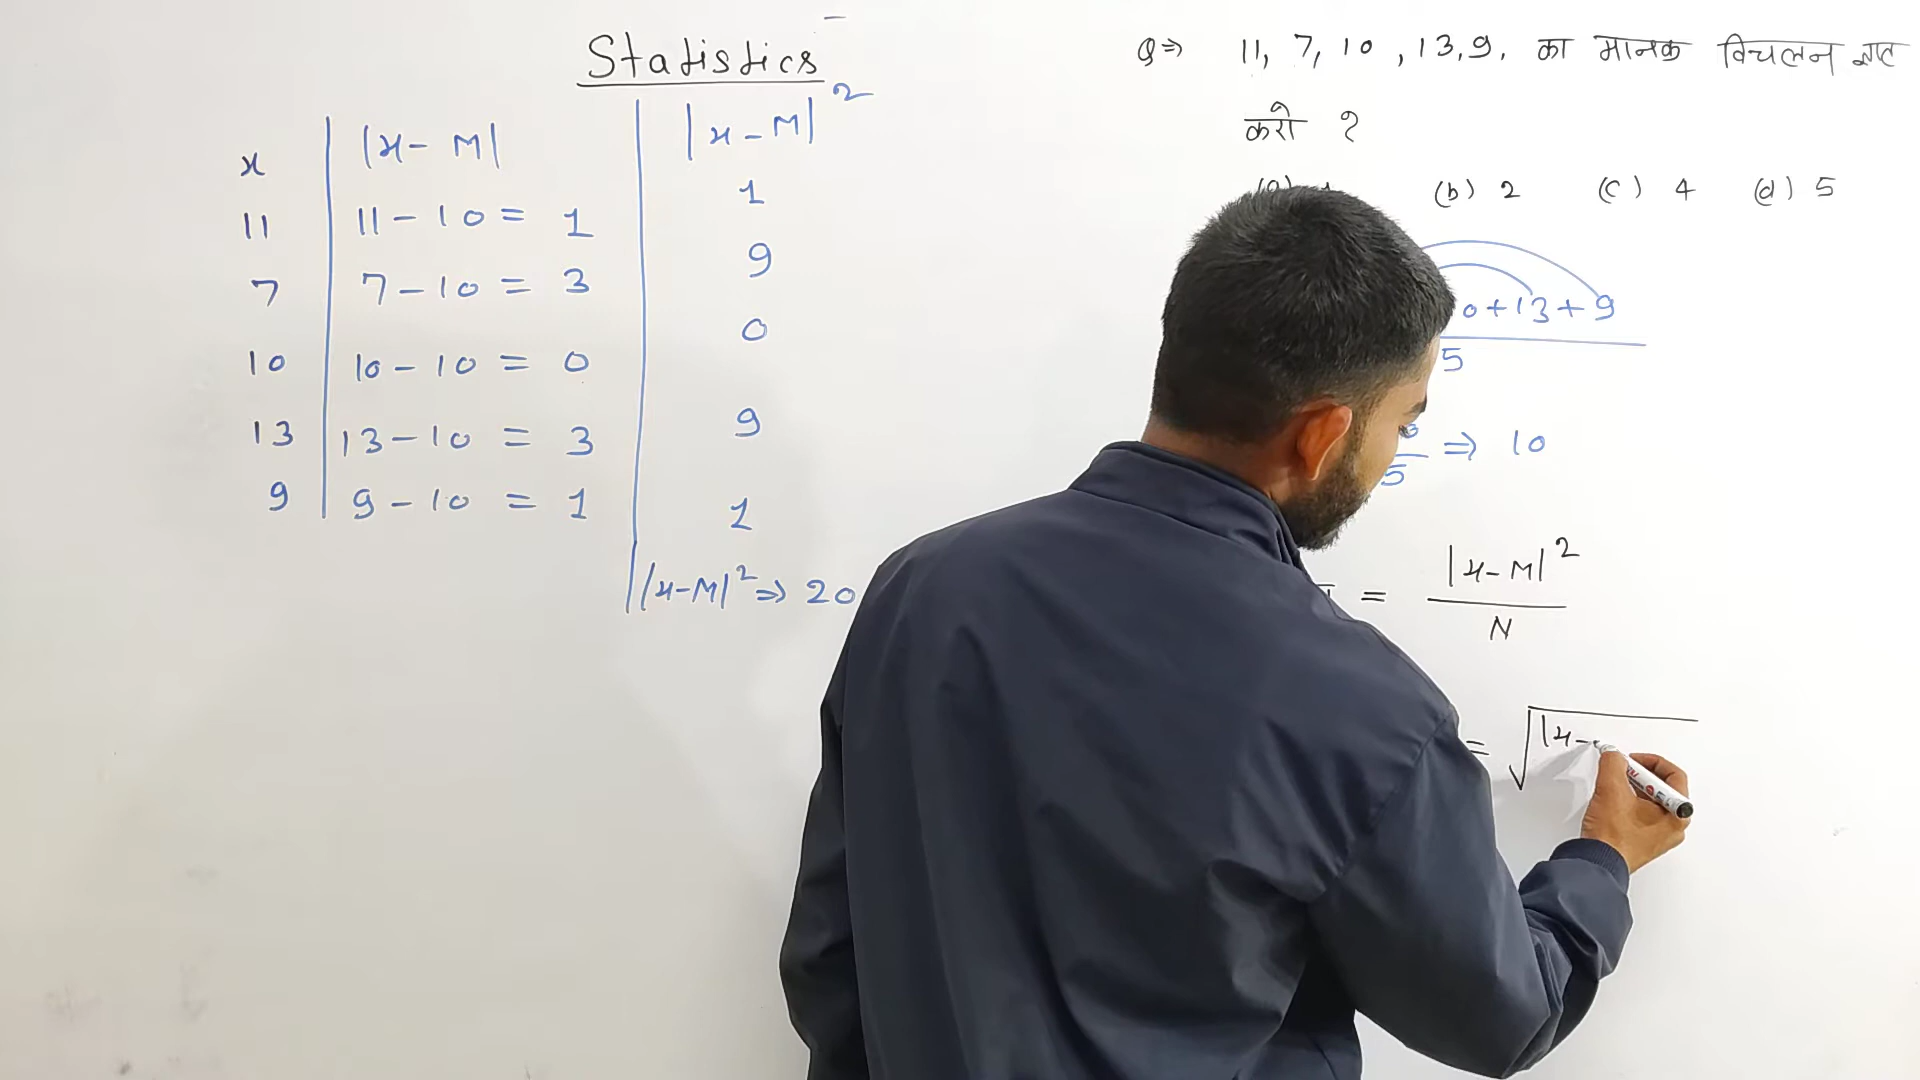 Statistics
x |x-M| |x-M|²
11 11-10 = 1 1
7 7-10 = 3 9
10 10-10 = 0 0
13 13-10 = 3 9
9 9-10 = 1 1
|x-M|² ⇒ 20
Q⇒ 11, 7, 10, 13, 9, का मानक विचलन
करो ?
(b) 2 (c) 4 (d) 5
0+13+9
5
5 ⇒ 10
= |x-M|²
N
= √|x-